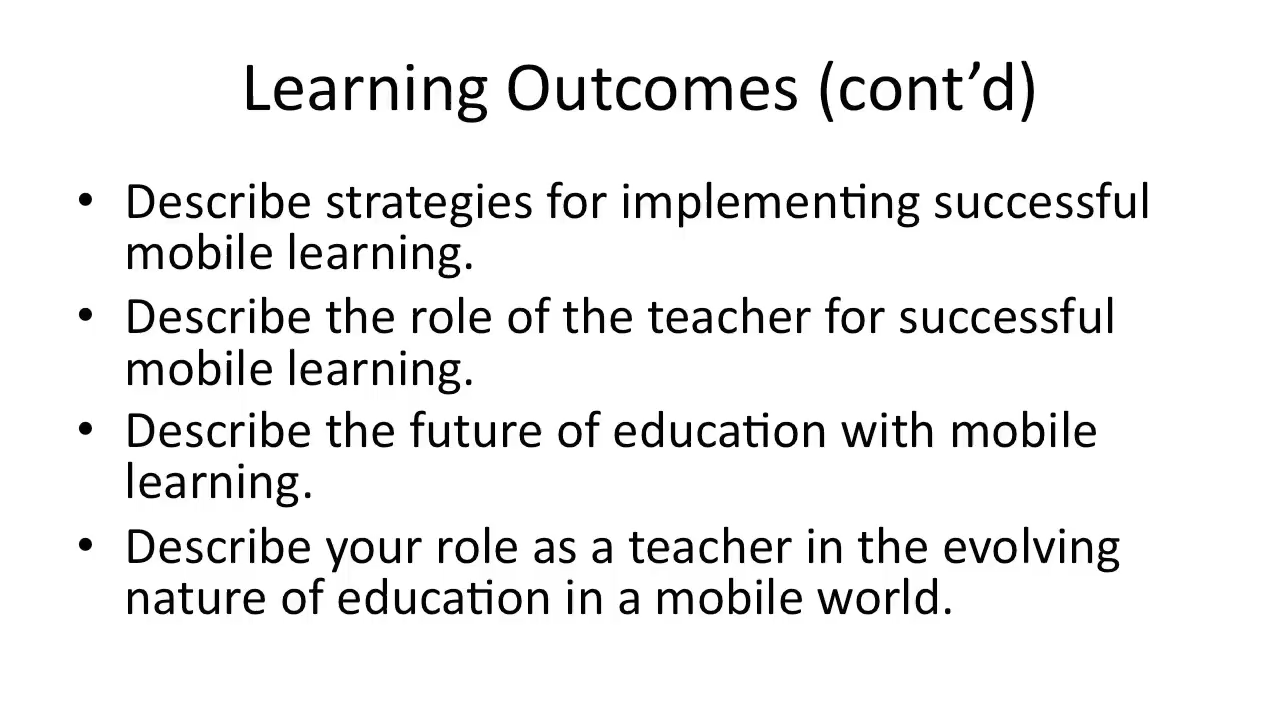 Learning Outcomes (cont’d)
• Describe strategies for implementing successful
mobile learning.
• Describe the role of the teacher for successful
mobile learning.
• Describe the future of education with mobile
learning.
• Describe your role as a teacher in the evolving
nature of education in a mobile world.